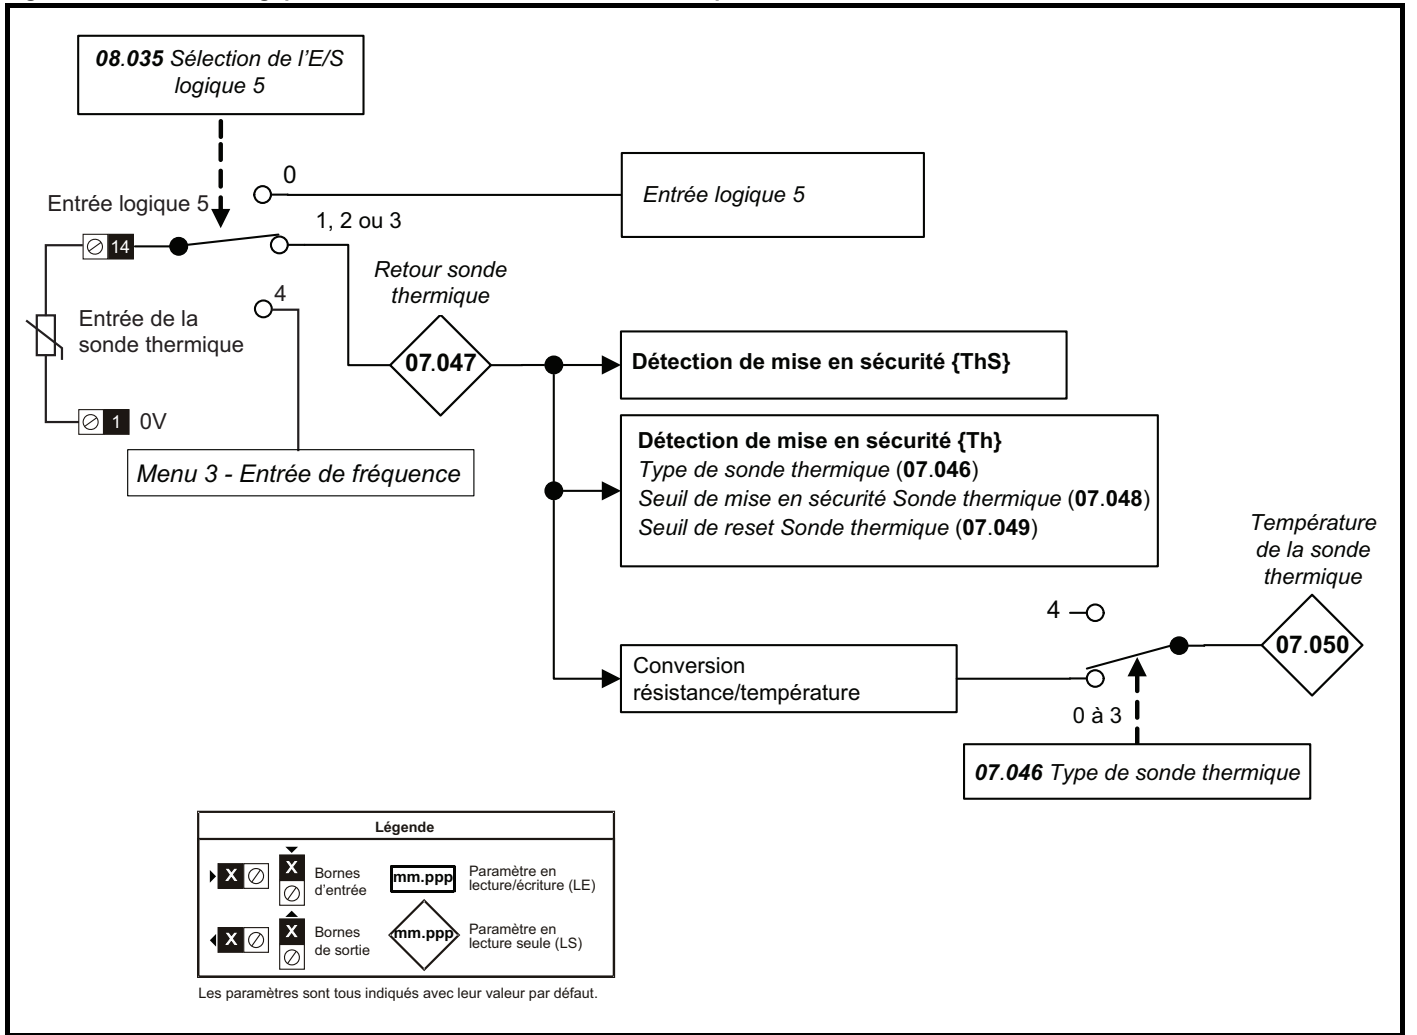 08.035 Sélection de l'E/S
logique 5
0
Entrée logique 5
Entrée logique 5
1, 2 ou 3
14
Retour sonde
thermique
4
Entrée de la
sonde thermique
07.047
Détection de mise en sécurité {ThS}
1 0V
Détection de mise en sécurité {Th}
Type de sonde thermique (07.046)
Seuil de mise en sécurité Sonde thermique (07.048)
Seuil de reset Sonde thermique (07.049)
Menu 3 - Entrée de fréquence
Température
de la sonde
thermique
4
07.050
Conversion
résistance/température
0 à 3
07.046 Type de sonde thermique
Légende
X
X
Bornes
d'entrée
mm.ppp
Paramètre en
lecture/écriture (LE)
X
X
Bornes
de sortie
mm.ppp
Paramètre en
lecture seule (LS)
Les paramètres sont tous indiqués avec leur valeur par défaut.